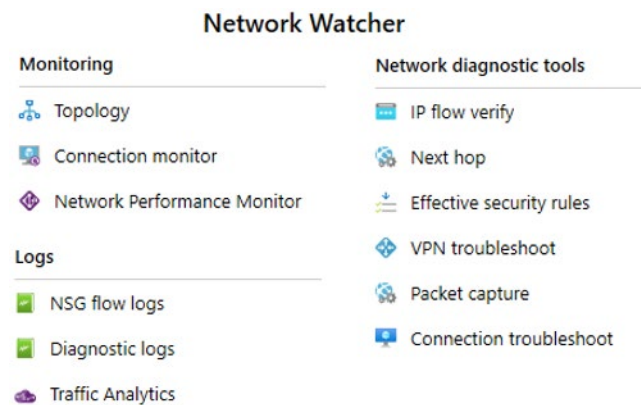 Network Watcher
Monitoring
Topology
Connection monitor
Network Performance Monitor
Logs
NSG flow logs
Diagnostic logs
Traffic Analytics
Network diagnostic tools
IP flow verify
Next hop
Effective security rules
VPN troubleshoot
Packet capture
Connection troubleshoot